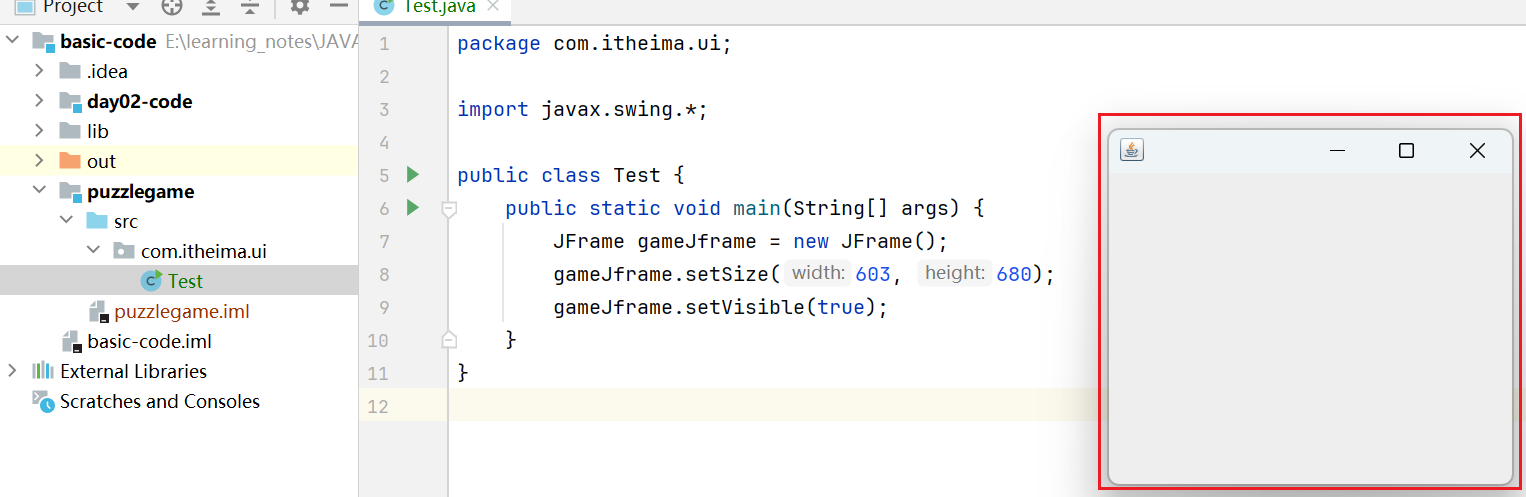 Project
basic-code E:\learning_notes\JAVA
.idea
day02-code
lib
out
puzzlegame
src
com.itheima.ui
Test
puzzlegame.iml
basic-code.iml
External Libraries
Scratches and Consoles
Test.java
1 package com.itheima.ui;
2
3 import javax.swing.*;
4
5 public class Test {
6 public static void main(String[] args) {
7 JFrame gameJframe = new JFrame();
8 gameJframe.setSize( width: 603, height: 680);
9 gameJframe.setVisible(true);
10 }
11 }
12